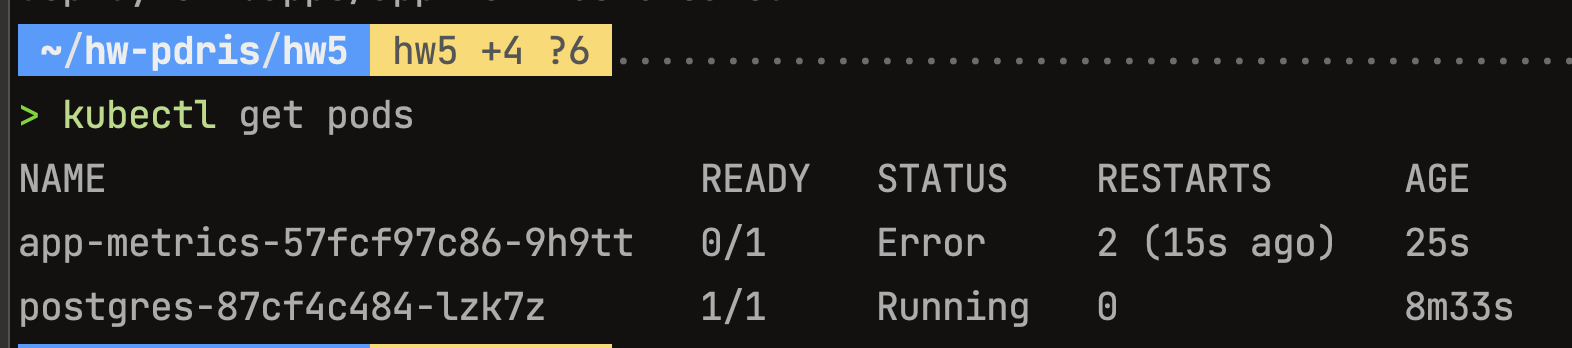 ~/hw-pdris/hw5 hw5 +4 ?6
> kubectl get pods
NAME READY STATUS RESTARTS AGE
app-metrics-57fcf97c86-9h9tt 0/1 Error 2 (15s ago) 25s
postgres-87cf4c484-lzk7z 1/1 Running 0 8m33s